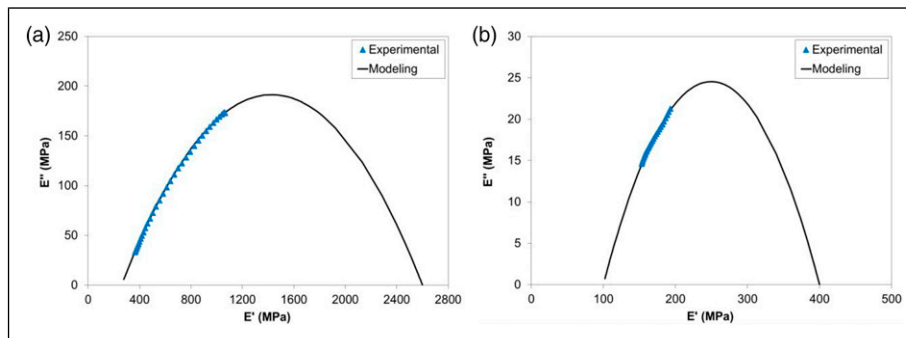 (a)
250
200
150
100
50
0
E" (MPa)
Experimental
Modeling
0 400 800 1200 1600 2000 2400 2800
E' (MPa)
(b)
30
25
20
15
10
5
0
E" (MPa)
Experimental
Modeling
0 100 200 300 400 500
E' (MPa)